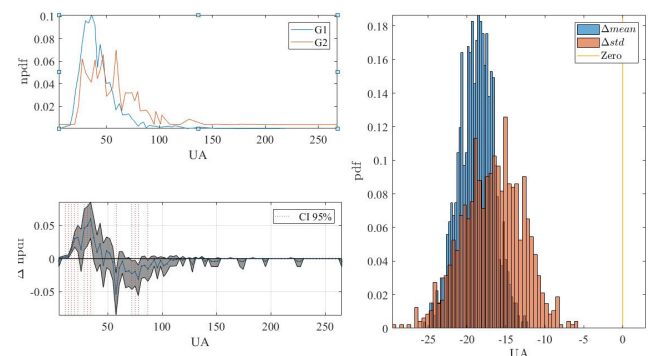 0.1
0.08
0.06
0.04
0.02
npdf
50
100
150
200
250
UA
G1
G2
0.05
0
-0.05
Δ npdf
50
100
150
200
250
UA
CI 95%
0.18
0.16
0.14
0.12
0.1
0.08
0.06
0.04
0.02
0
pdf
-25
-20
-15
-10
-5
0
UA
Δmean
Δstd
Zero